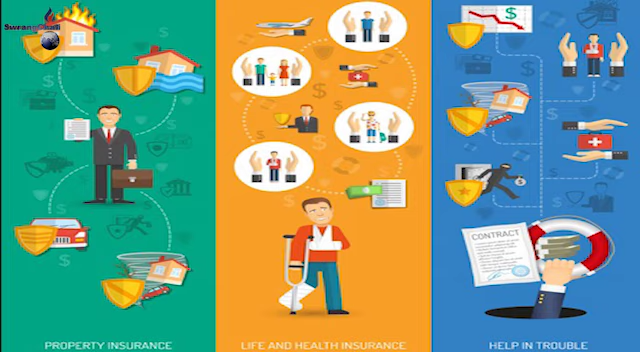 CONTRACT
PROPERTY INSURANCE
LIFE AND HEALTH INSURANCE
HELP IN TROUBLE